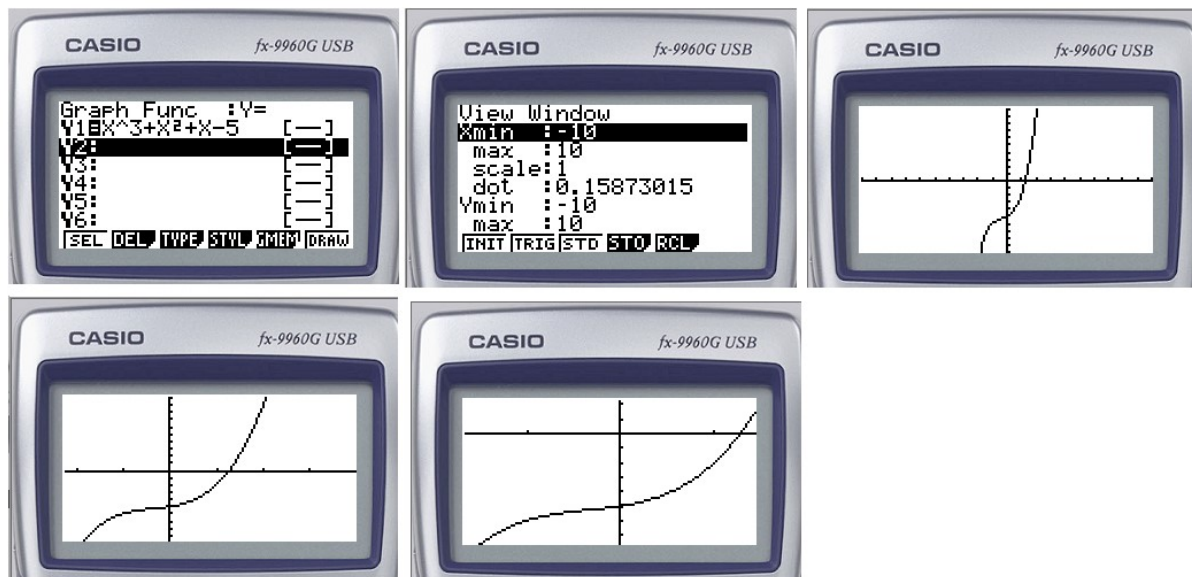 CASIO fx-9960G USB
Graph Func :Y=
Y1=X^3+X²+X-5 [—]
Y2: [—]
Y3: [—]
Y4: [—]
Y5: [—]
Y6: [—]
SEL DEL TYPE STYL GMEM DRAW
CASIO fx-9960G USB
View Window
Xmin :-10
max :10
scale:1
dot :0.15873015
Ymin :-10
max :10
INIT TRIG STD STO RCL
CASIO fx-9960G USB
CASIO fx-9960G USB
CASIO fx-9960G USB